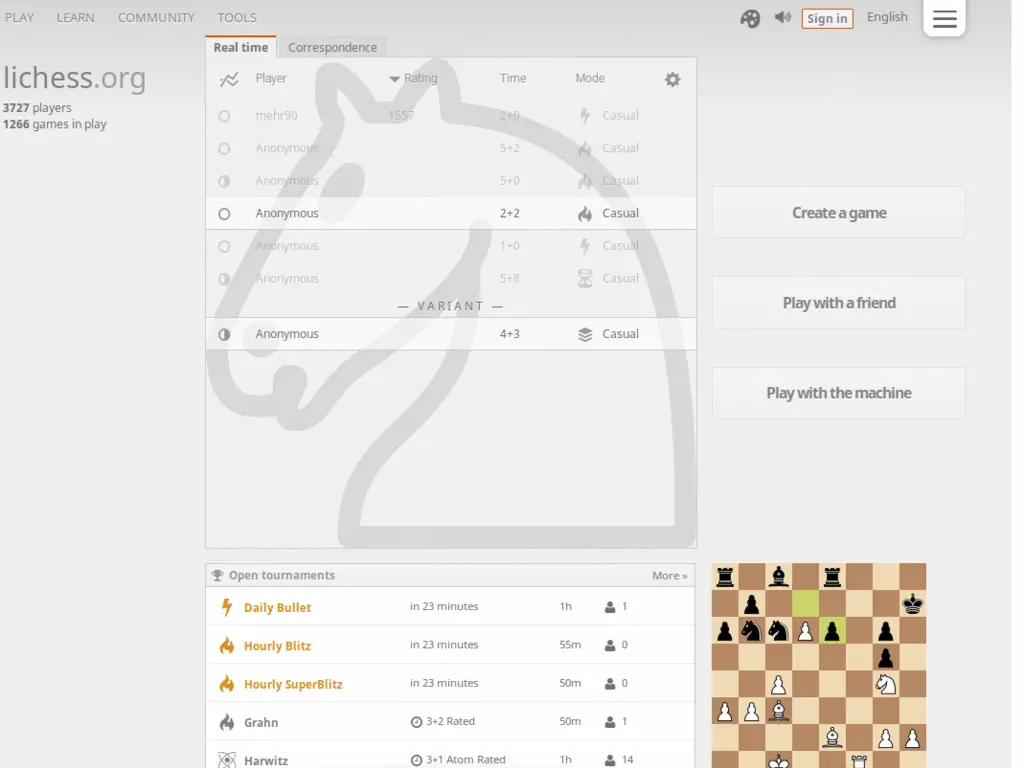 PLAY LEARN COMMUNITY TOOLS Sign in English
Real time Correspondence
lichess.org
3727 players
1266 games in play
Player Rating Time Mode
mehr90 1557 2+0 Casual
Anonymous 5+2 Casual
Anonymous 5+0 Casual
Anonymous 2+2 Casual
Anonymous 1+0 Casual
Anonymous 5+8 Casual
— VARIANT —
Anonymous 4+3 Casual
Create a game
Play with a friend
Play with the machine
Open tournaments More »
Daily Bullet in 23 minutes 1h 1
Hourly Blitz in 23 minutes 55m 0
Hourly SuperBlitz in 23 minutes 50m 0
Grahn 3+2 Rated 50m 1
Harwitz 3+1 Atom Rated 1h 14